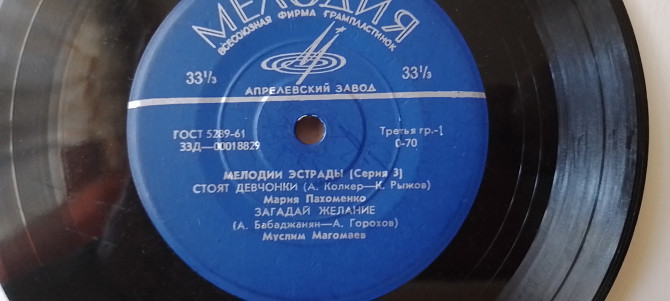 МЕЛОДИЯ
ВСЕСОЮЗНАЯ ФИРМА ГРАМПЛАСТИНОК
33⅓ 33⅓
АПРЕЛЕВСКИЙ ЗАВОД
ГОСТ 5289-61 Третья гр.-1
33Д—00018829 0-70
МЕЛОДИИ ЭСТРАДЫ (Серия 3)
СТОЯТ ДЕВЧОНКИ (А. Колкер—К. Рыжов)
Мария Пахоменко
ЗАГАДАЙ ЖЕЛАНИЕ
(А. Бабаджанян—А. Горохов)
Муслим Магомаев